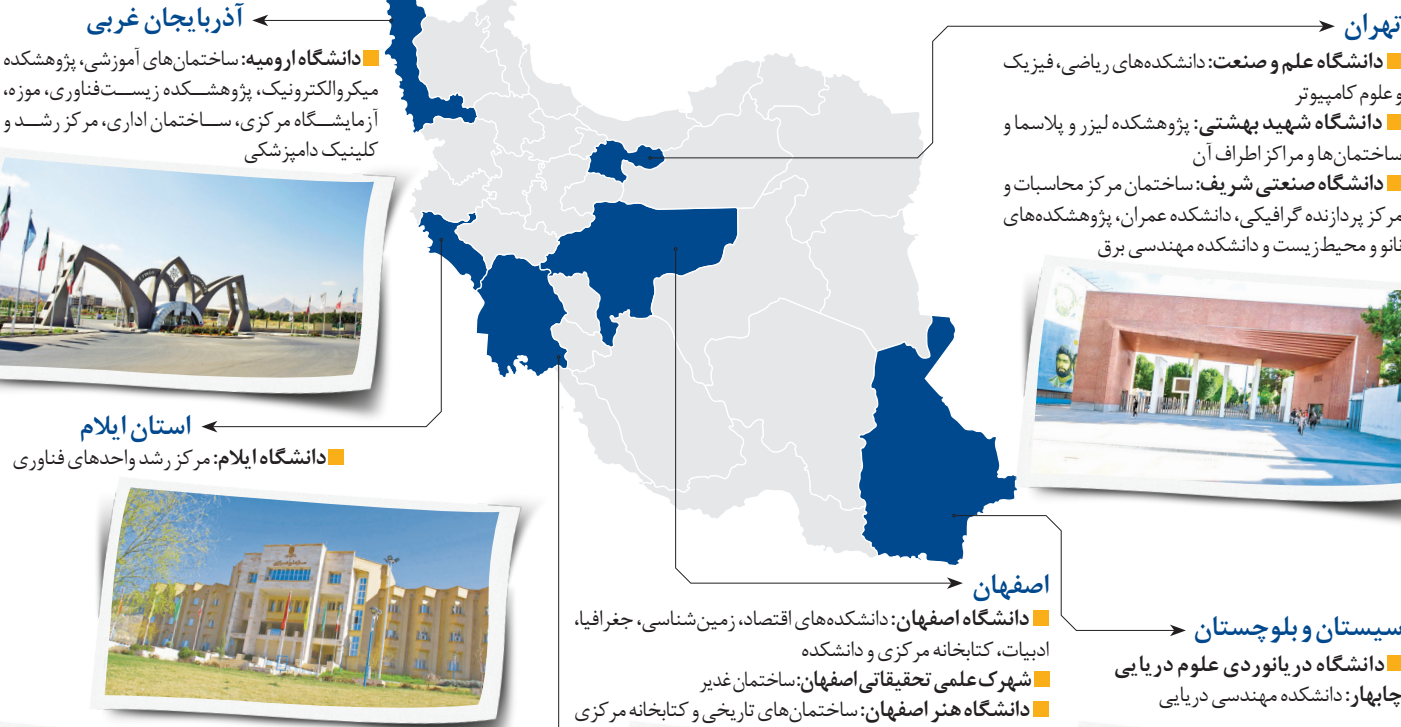 تهران
دانشگاه علم و صنعت: دانشکده‌های ریاضی، فیزیک
و علوم کامپیوتر
دانشگاه شهید بهشتی: پژوهشکده لیزر و پلاسما و
ساختمان‌ها و مراکز اطراف آن
دانشگاه صنعتی شریف: ساختمان مرکز محاسبات و
مرکز پردازنده گرافیکی، دانشکده عمران، پژوهشکده‌های
نانو و محیط‌زیست و دانشکده مهندسی برق
آذربایجان غربی
دانشگاه ارومیه: ساختمان‌های آموزشی، پژوهشکده
میکروالکترونیک، پژوهشکده زیست‌فناوری، موزه،
آزمایشگاه مرکزی، ساختمان اداری، مرکز رشد و
کلینیک دامپزشکی
استان ایلام
دانشگاه ایلام: مرکز رشد واحدهای فناوری
سیستان و بلوچستان
دانشگاه دریانوردی علوم دریایی
چابهار: دانشکده مهندسی دریایی
اصفهان
دانشگاه اصفهان: دانشکده‌های اقتصاد، زمین‌شناسی، جغرافیا،
ادبیات، کتابخانه مرکزی و دانشکده
شهرک علمی تحقیقاتی اصفهان: ساختمان غدیر
دانشگاه هنر اصفهان: ساختمان‌های تاریخی و کتابخانه مرکزی